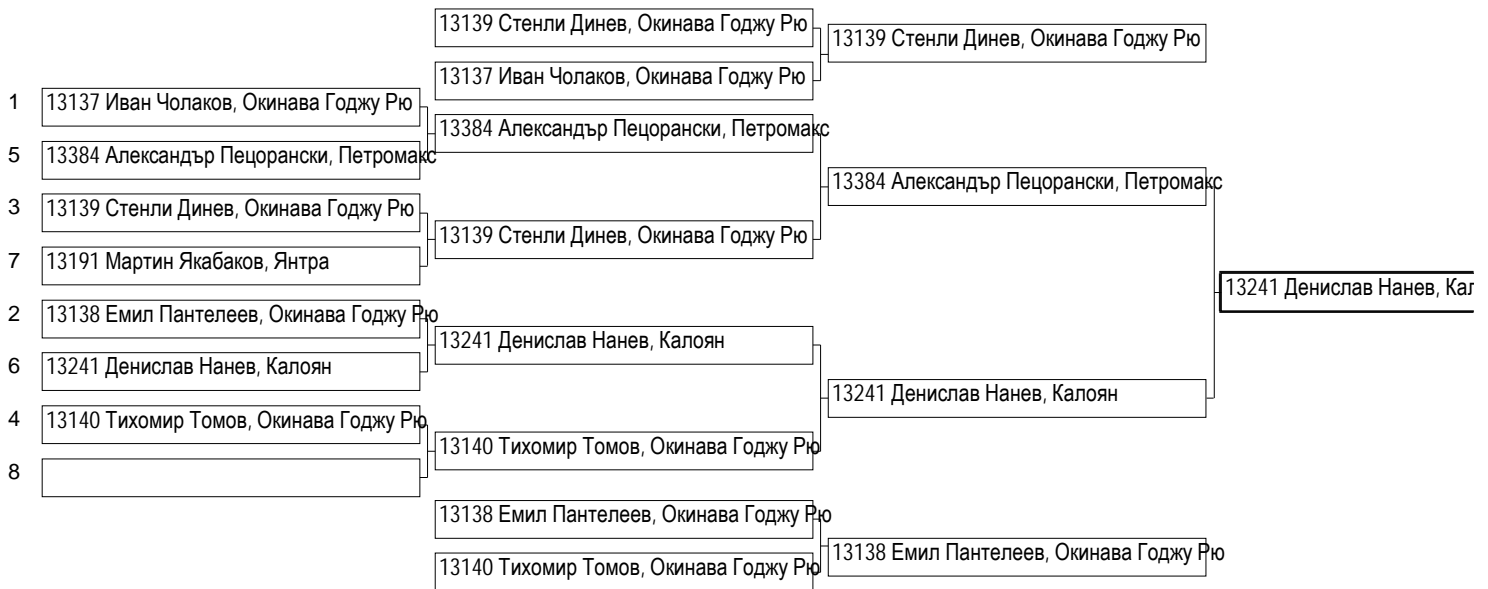 13139 Стенли Динев, Окинава Годжу Рю
13139 Стенли Динев, Окинава Годжу Рю
13137 Иван Чолаков, Окинава Годжу Рю
1 13137 Иван Чолаков, Окинава Годжу Рю
13384 Александър Пецорански, Петромакс
5 13384 Александър Пецорански, Петромакс
13384 Александър Пецорански, Петромакс
3 13139 Стенли Динев, Окинава Годжу Рю
13139 Стенли Динев, Окинава Годжу Рю
7 13191 Мартин Якабаков, Янтра
13241 Денислав Нанев, Кал
2 13138 Емил Пантелеев, Окинава Годжу Рю
13241 Денислав Нанев, Калоян
6 13241 Денислав Нанев, Калоян
13241 Денислав Нанев, Калоян
4 13140 Тихомир Томов, Окинава Годжу Рю
13140 Тихомир Томов, Окинава Годжу Рю
8
13138 Емил Пантелеев, Окинава Годжу Рю
13138 Емил Пантелеев, Окинава Годжу Рю
13140 Тихомир Томов, Окинава Годжу Рю